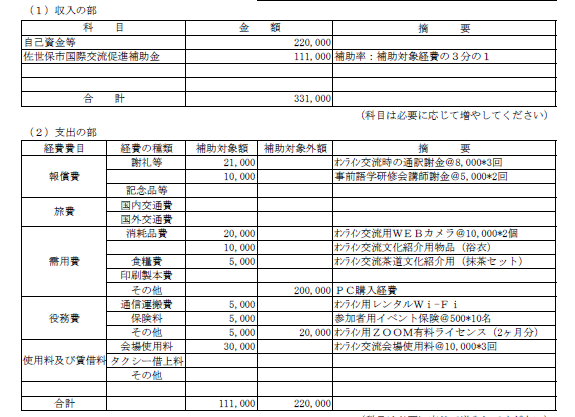 (1) 収入の部
科 目 金 額 摘 要
自己資金等 220,000
佐世保市国際交流促進補助金 111,000 補助率：補助対象経費の３分の１
合 計 331,000
（科目は必要に応じて増やしてください）
(2) 支出の部
経費費目 経費の種類 補助対象額 補助対象外額 摘 要
報償費 謝礼等 21,000 ｵﾝﾗｲﾝ交流時の通訳謝金@8,000*3回
10,000 事前語学研修会講師謝金@5,000*2回
記念品等
旅費 国内交通費
国外交通費
需用費 消耗品費 20,000 ｵﾝﾗｲﾝ交流用ＷＥＢカメラ@10,000*2個
10,000 ｵﾝﾗｲﾝ交流文化紹介用物品（浴衣）
食糧費 5,000 ｵﾝﾗｲﾝ交流茶道文化紹介用（抹茶セット）
印刷製本費
その他 200,000 ＰＣ購入経費
役務費 通信運搬費 5,000 ｵﾝﾗｲﾝ用レンタルＷｉ-Ｆｉ
保険料 5,000 参加者用イベント保険@500*10名
その他 5,000 20,000 ｵﾝﾗｲﾝ用ＺＯＯＭ有料ライセンス（2ヶ月分）
使用料及び賃借料 会場使用料 30,000 ｵﾝﾗｲﾝ交流会場使用料@10,000*3回
タクシー借上料
その他
合計 111,000 220,000